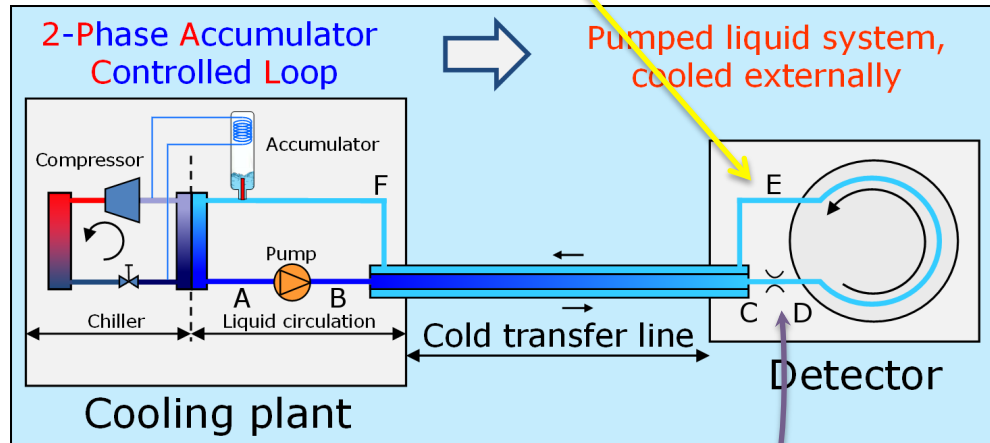 2-Phase Accumulator
Controlled Loop
Pumped liquid system,
cooled externally
Compressor
Accumulator
F
E
Pump
A
B
C
D
Chiller
Liquid circulation
Cold transfer line
Detector
Cooling plant